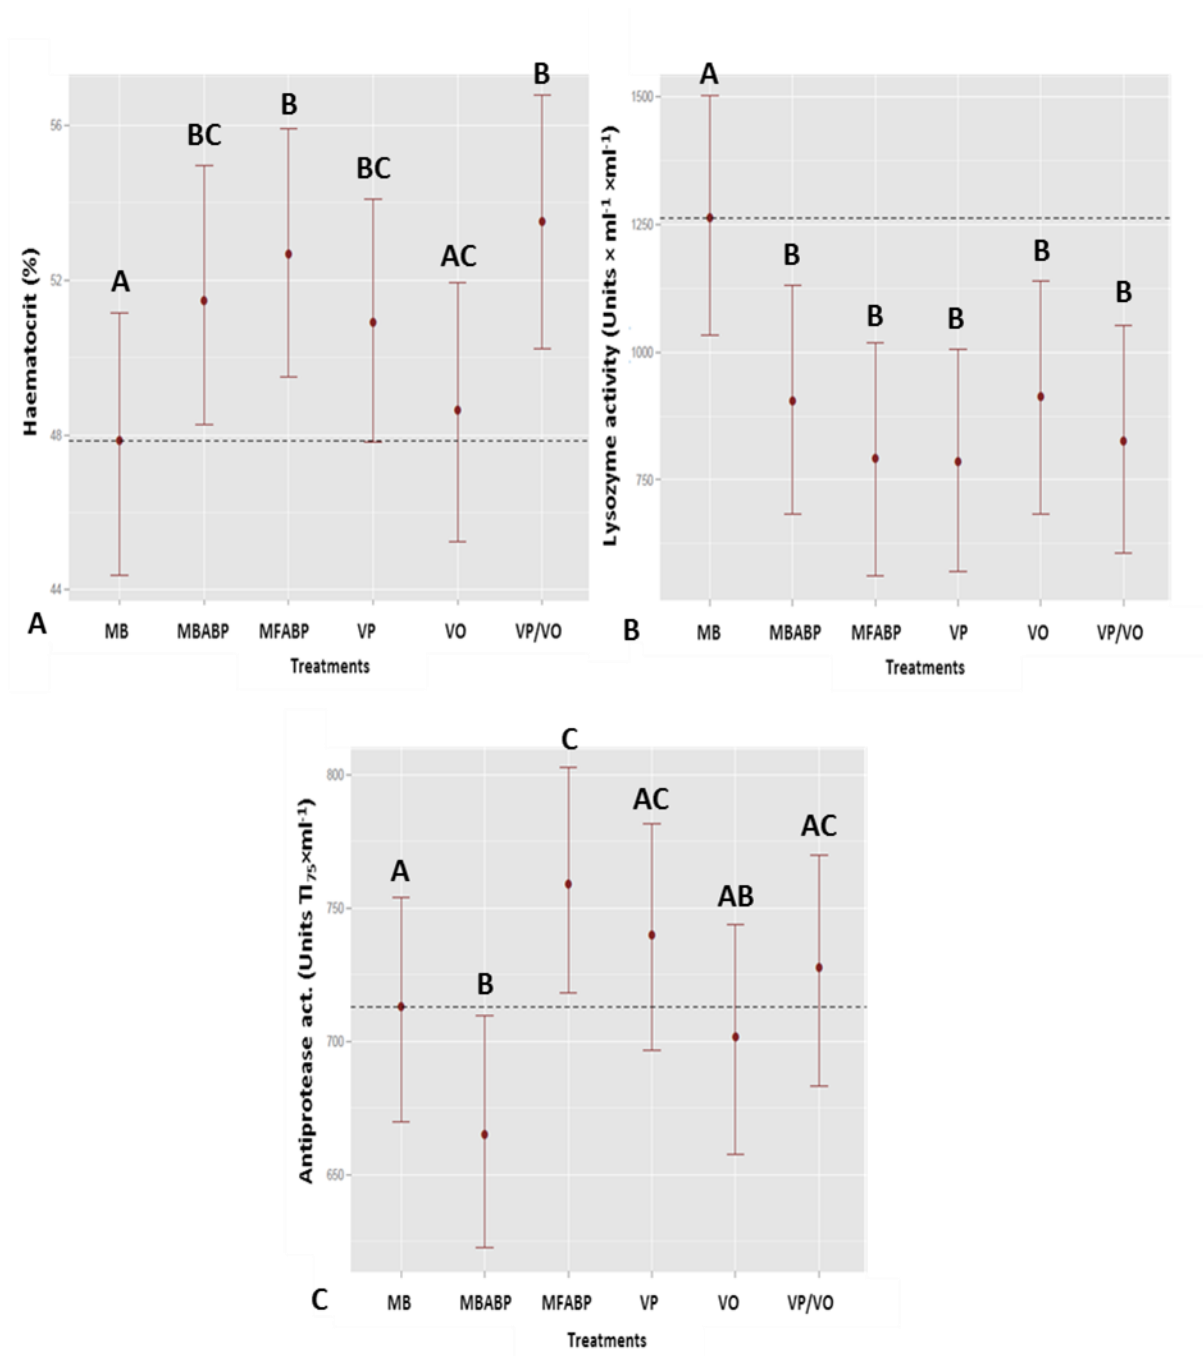 B
A
B
56
1500
BC
BC
Haematocrit (%)
A
52
AC
Lysozyme activity (Units × ml-1 ×ml-1)
1250
B
B
B
B
B
1000
48
750
44
A
MB MBABP MFABP VP VO VP/VO
Treatments
B
MB MBABP MFABP VP VO VP/VO
Treatments
C
800
AC
AC
A
AB
Antiprotease act. (Units TI75×ml-1)
750
B
700
650
C
MB MBABP MFABP VP VO VP/VO
Treatments